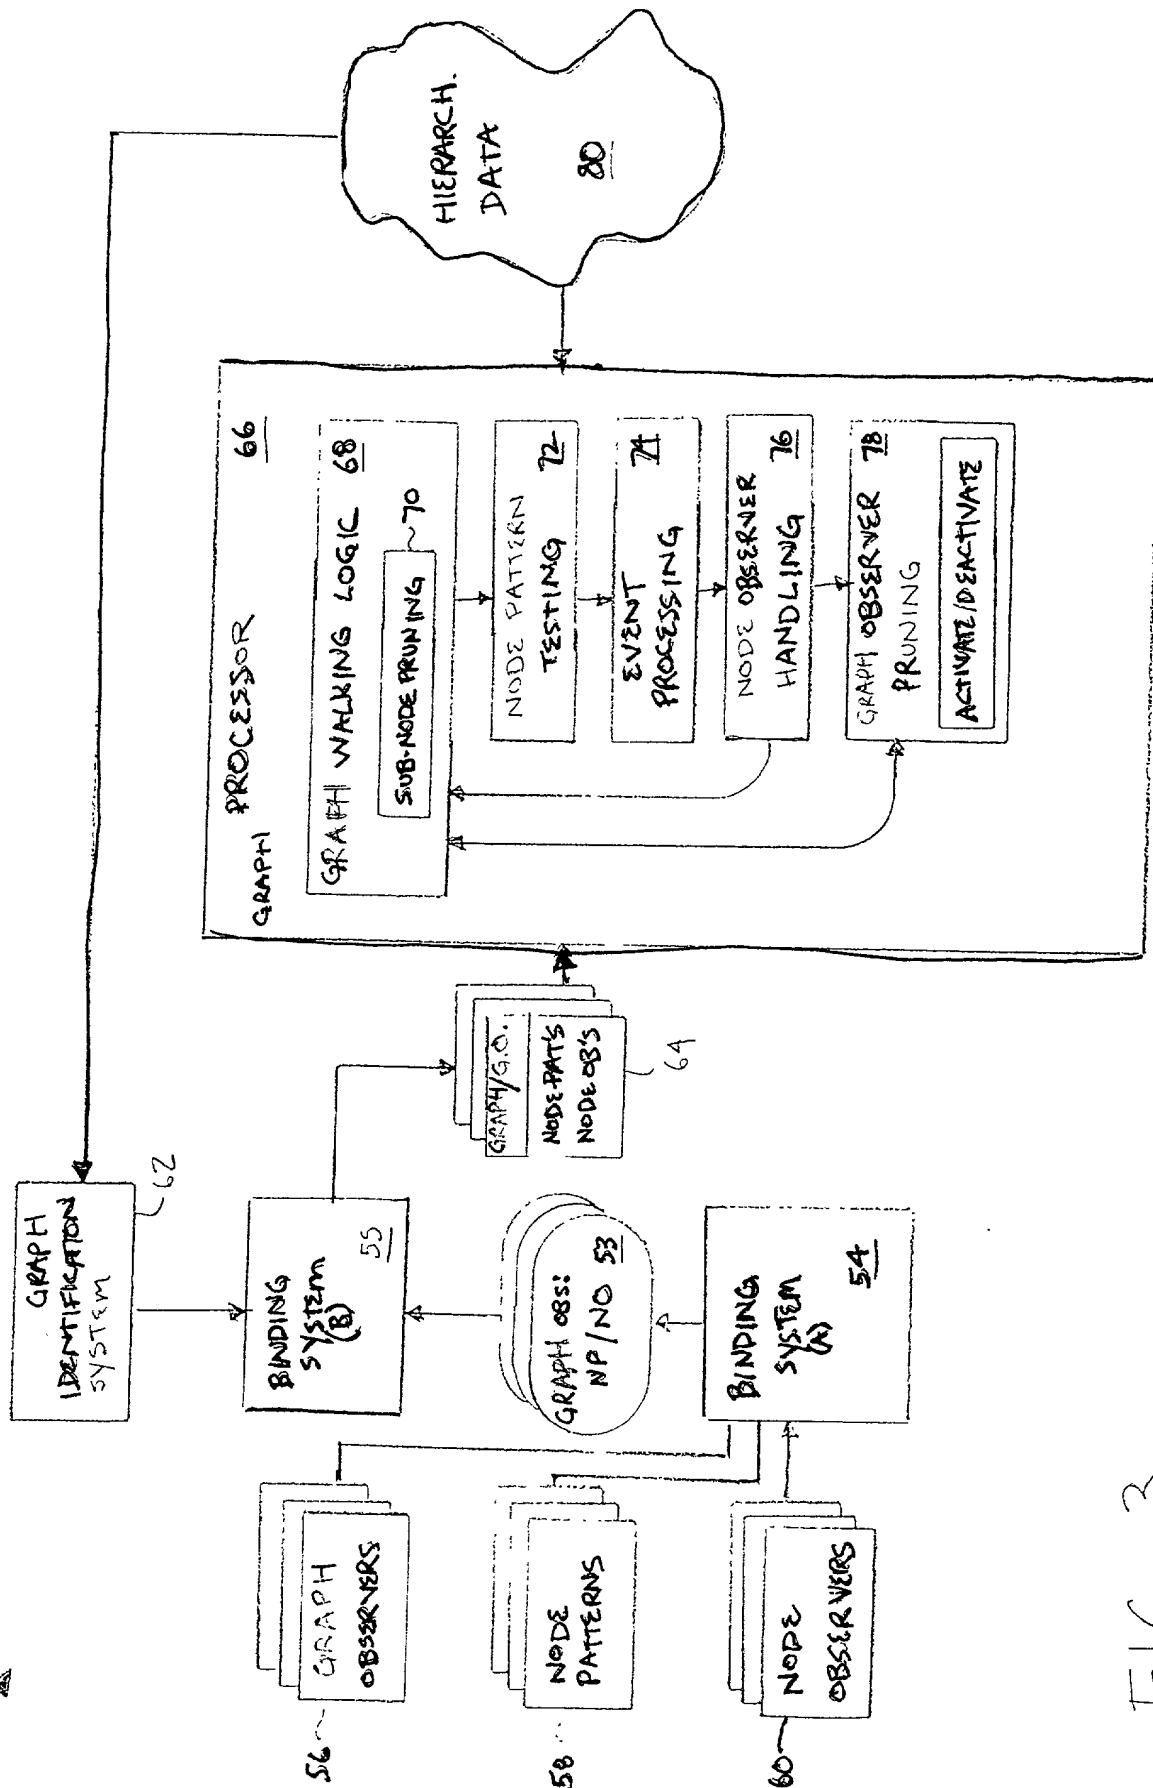 HIERARCH.
DATA
80
PROCESSOR 66
GRAPH
GRAPH WALKING LOGIC 68
SUB-NODE PRUNING 70
NODE PATTERN
TESTING 72
EVENT
PROCESSING 74
NODE OBSERVER
HANDLING 76
GRAPH OBSERVER 78
PRUNING
ACTIVATE/DEACTIVATE
GRAPH
IDENTIFICATION
SYSTEM
62
BINDING
SYSTEM
(B)
55
GRAPH/G.O.
NODE PAT'S
NODE OB'S
64
GRAPH OBS:
NP/NO 53
BINDING
SYSTEM
(A)
54
GRAPH
OBSERVERS
56
NODE
PATTERNS
58
NODE
OBSERVERS
60
FIG 3